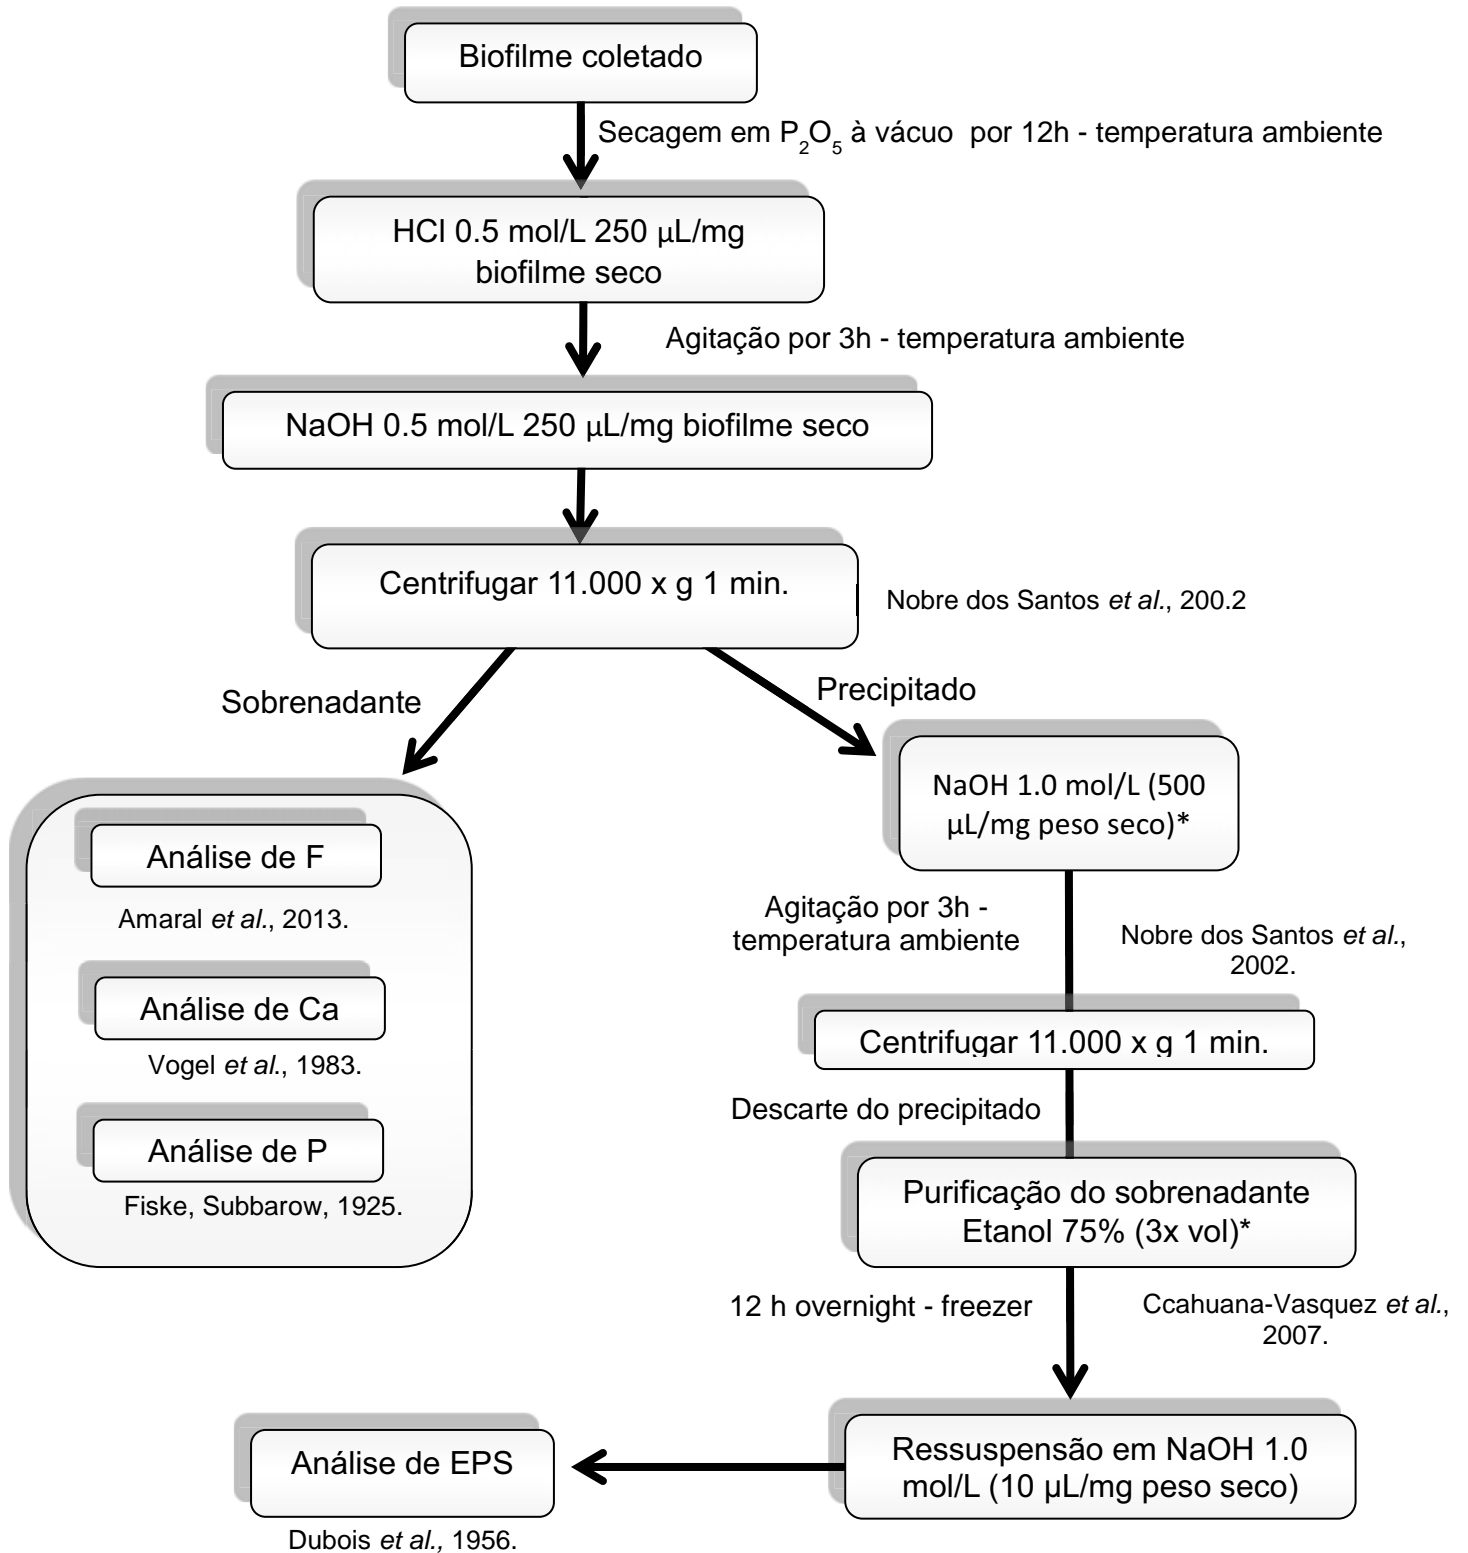 Biofilme coletado
Secagem em P2O5 à vácuo por 12h - temperatura ambiente
HCl 0.5 mol/L 250 µL/mg
biofilme seco
Agitação por 3h - temperatura ambiente
NaOH 0.5 mol/L 250 µL/mg biofilme seco
Centrifugar 11.000 x g 1 min.
Nobre dos Santos et al., 200.2
Sobrenadante
Precipitado
Análise de F
Amaral et al., 2013.
Análise de Ca
Vogel et al., 1983.
Análise de P
Fiske, Subbarow, 1925.
NaOH 1.0 mol/L (500
µL/mg peso seco)*
Agitação por 3h -
temperatura ambiente
Nobre dos Santos et al.,
2002.
Centrifugar 11.000 x g 1 min.
Descarte do precipitado
Purificação do sobrenadante
Etanol 75% (3x vol)*
12 h overnight - freezer
Ccahuana-Vasquez et al.,
2007.
Ressuspensão em NaOH 1.0
mol/L (10 µL/mg peso seco)
Análise de EPS
Dubois et al., 1956.